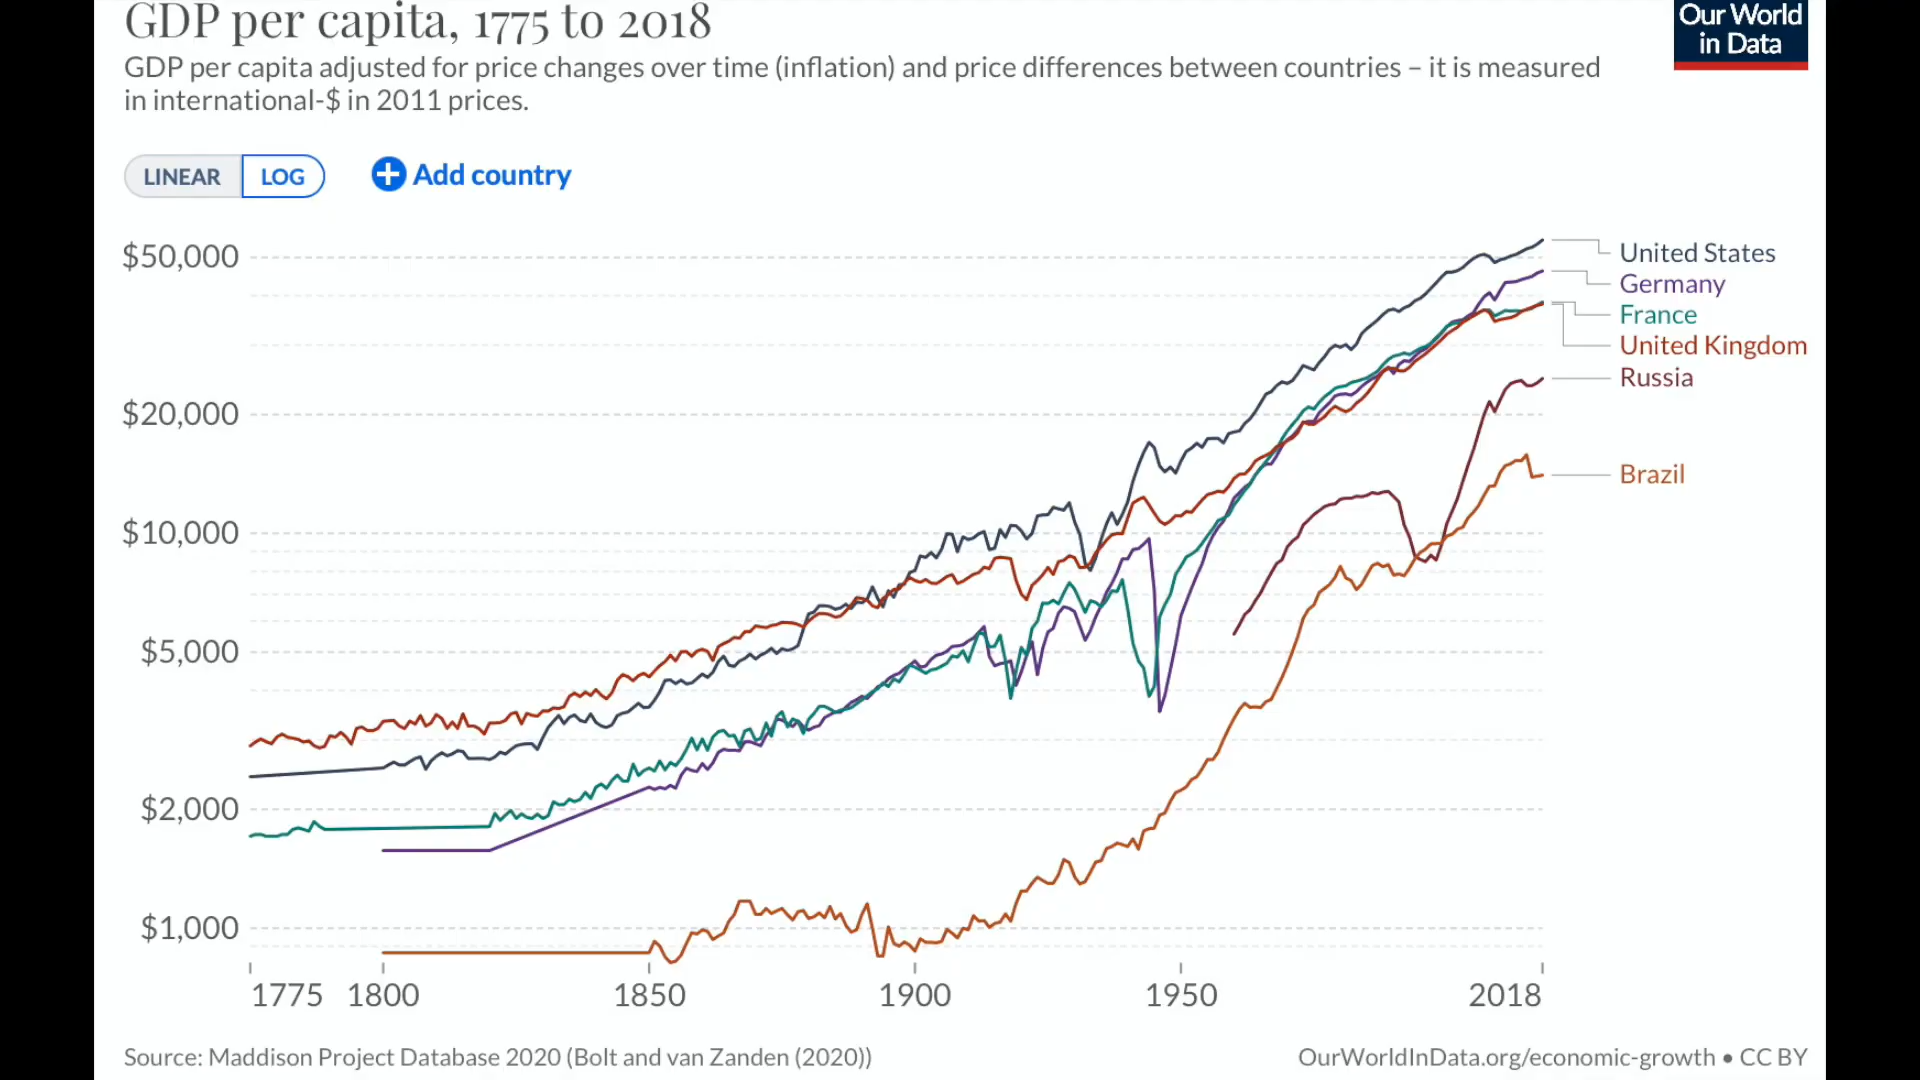 GDP per capita, 1775 to 2018
Our World
in Data
GDP per capita adjusted for price changes over time (inflation) and price differences between countries – it is measured
in international-$ in 2011 prices.
LINEAR
LOG
Add country
$50,000
$20,000
$10,000
$5,000
$2,000
$1,000
United States
Germany
France
United Kingdom
Russia
Brazil
1775
1800
1850
1900
1950
2018
Source: Maddison Project Database 2020 (Bolt and van Zanden (2020))
OurWorldInData.org/economic-growth • CC BY